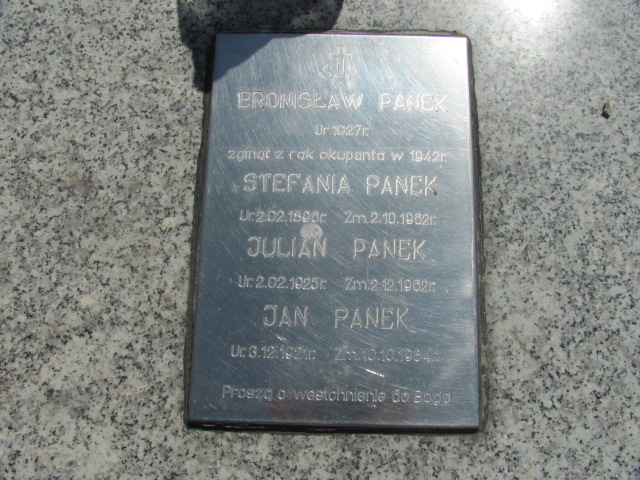 Ś
BRONISŁAW PANEK
Ur 1927r.
zginął z rąk okupanta w 1942r.
STEFANIA PANEK
Ur. 2.02.1896r. Zm. 2.10.1962r.
JULIAN PANEK
Ur. 2.02.1925r. Zm. 2.12.1962r.
JAN PANEK
Ur. 3.12.1921r. Zm. 10.10.1964r.
Proszą o westchnienie do Boga